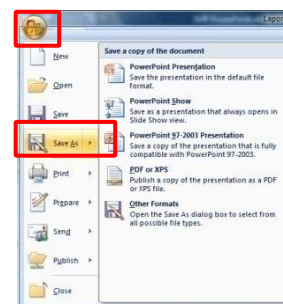 Lapor
New
Open
Save
Save As
Print
Prepare
Send
Publish
Close
Save a copy of the document
PowerPoint Presentation
Save the presentation in the default file
format.
PowerPoint Show
Save as a presentation that always opens in
Slide Show view.
PowerPoint 97-2003 Presentation
Save a copy of the presentation that is fully
compatible with PowerPoint 97-2003.
PDF or XPS
Publish a copy of the presentation as a PDF
or XPS file.
Other Formats
Open the Save As dialog box to select from
all possible file types.